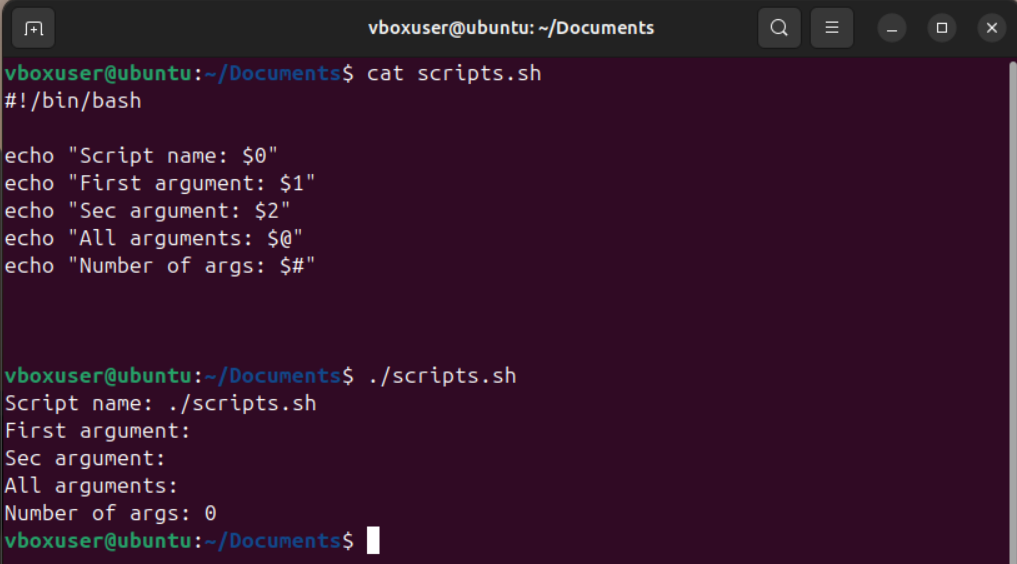 vboxuser@ubuntu: ~/Documents
vboxuser@ubuntu:~/Documents$ cat scripts.sh
#!/bin/bash
echo "Script name: $0"
echo "First argument: $1"
echo "Sec argument: $2"
echo "All arguments: $@"
echo "Number of args: $#"
vboxuser@ubuntu:~/Documents$ ./scripts.sh
Script name: ./scripts.sh
First argument:
Sec argument:
All arguments:
Number of args: 0
vboxuser@ubuntu:~/Documents$